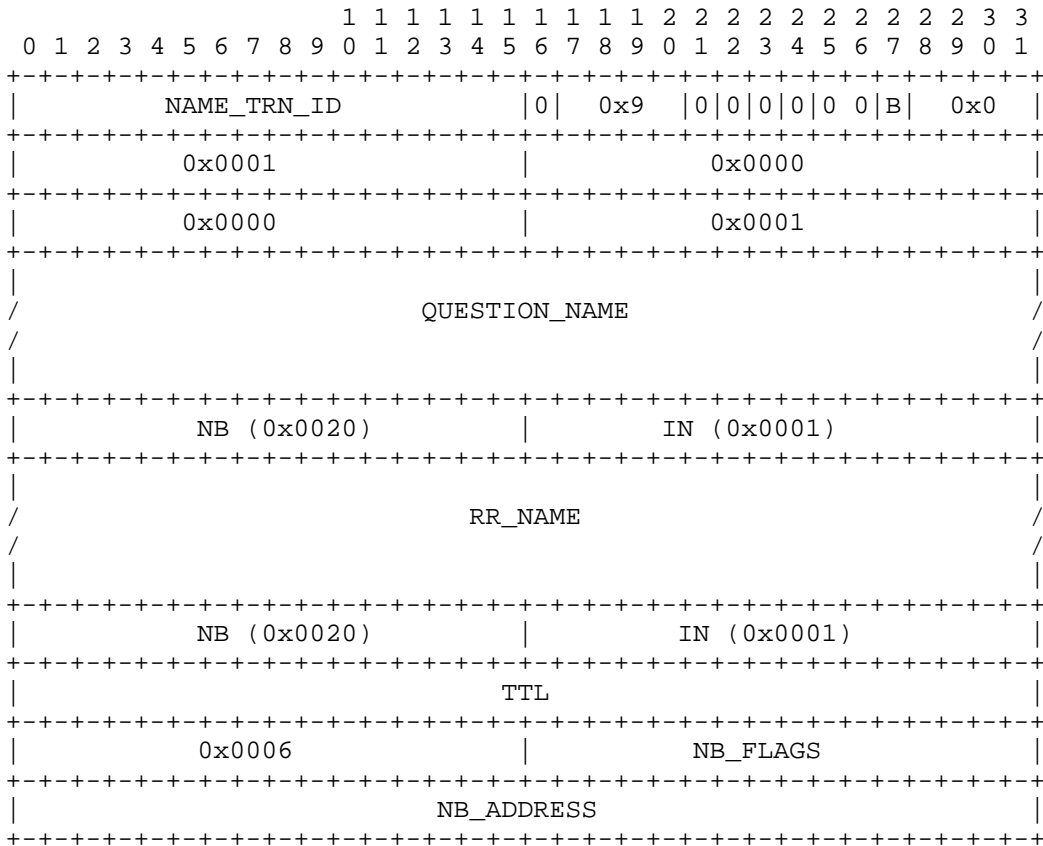 1 1 1 1 1 1 1 1 1 1 2 2 2 2 2 2 2 2 2 2 3 3
 0 1 2 3 4 5 6 7 8 9 0 1 2 3 4 5 6 7 8 9 0 1 2 3 4 5 6 7 8 9 0 1
+-+-+-+-+-+-+-+-+-+-+-+-+-+-+-+-+-+-+-+-+-+-+-+-+-+-+-+-+-+-+-+-+
|         NAME_TRN_ID           |0|  0x9  |0|0|0|0|0 0|B|  0x0  |
+-+-+-+-+-+-+-+-+-+-+-+-+-+-+-+-+-+-+-+-+-+-+-+-+-+-+-+-+-+-+-+-+
|          0x0001               |           0x0000              |
+-+-+-+-+-+-+-+-+-+-+-+-+-+-+-+-+-+-+-+-+-+-+-+-+-+-+-+-+-+-+-+-+
|          0x0000               |           0x0001              |
+-+-+-+-+-+-+-+-+-+-+-+-+-+-+-+-+-+-+-+-+-+-+-+-+-+-+-+-+-+-+-+-+
|                                                               |
/                         QUESTION_NAME                         /
/                                                               /
|                                                               |
+-+-+-+-+-+-+-+-+-+-+-+-+-+-+-+-+-+-+-+-+-+-+-+-+-+-+-+-+-+-+-+-+
|           NB (0x0020)         |        IN (0x0001)            |
+-+-+-+-+-+-+-+-+-+-+-+-+-+-+-+-+-+-+-+-+-+-+-+-+-+-+-+-+-+-+-+-+
|                                                               |
/                            RR_NAME                            /
/                                                               /
|                                                               |
+-+-+-+-+-+-+-+-+-+-+-+-+-+-+-+-+-+-+-+-+-+-+-+-+-+-+-+-+-+-+-+-+
|           NB (0x0020)         |         IN (0x0001)           |
+-+-+-+-+-+-+-+-+-+-+-+-+-+-+-+-+-+-+-+-+-+-+-+-+-+-+-+-+-+-+-+-+
|                              TTL                              |
+-+-+-+-+-+-+-+-+-+-+-+-+-+-+-+-+-+-+-+-+-+-+-+-+-+-+-+-+-+-+-+-+
|           0x0006              |          NB_FLAGS             |
+-+-+-+-+-+-+-+-+-+-+-+-+-+-+-+-+-+-+-+-+-+-+-+-+-+-+-+-+-+-+-+-+
|                          NB_ADDRESS                           |
+-+-+-+-+-+-+-+-+-+-+-+-+-+-+-+-+-+-+-+-+-+-+-+-+-+-+-+-+-+-+-+-+